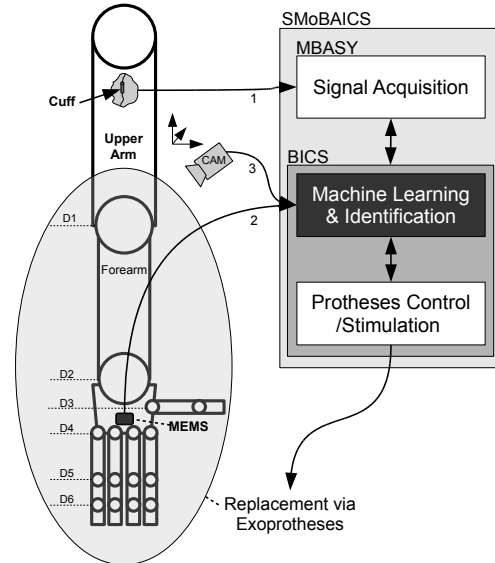 SMoBAICS
MBASY
Signal Acquisition
1
Cuff
Upper
Arm
CAM
3
2
BICS
Machine Learning
& Identification
D1
Forearm
Protheses Control
/Stimulation
D2
D3
MEMS
D4
D5
D6
Replacement via
Exoprotheses